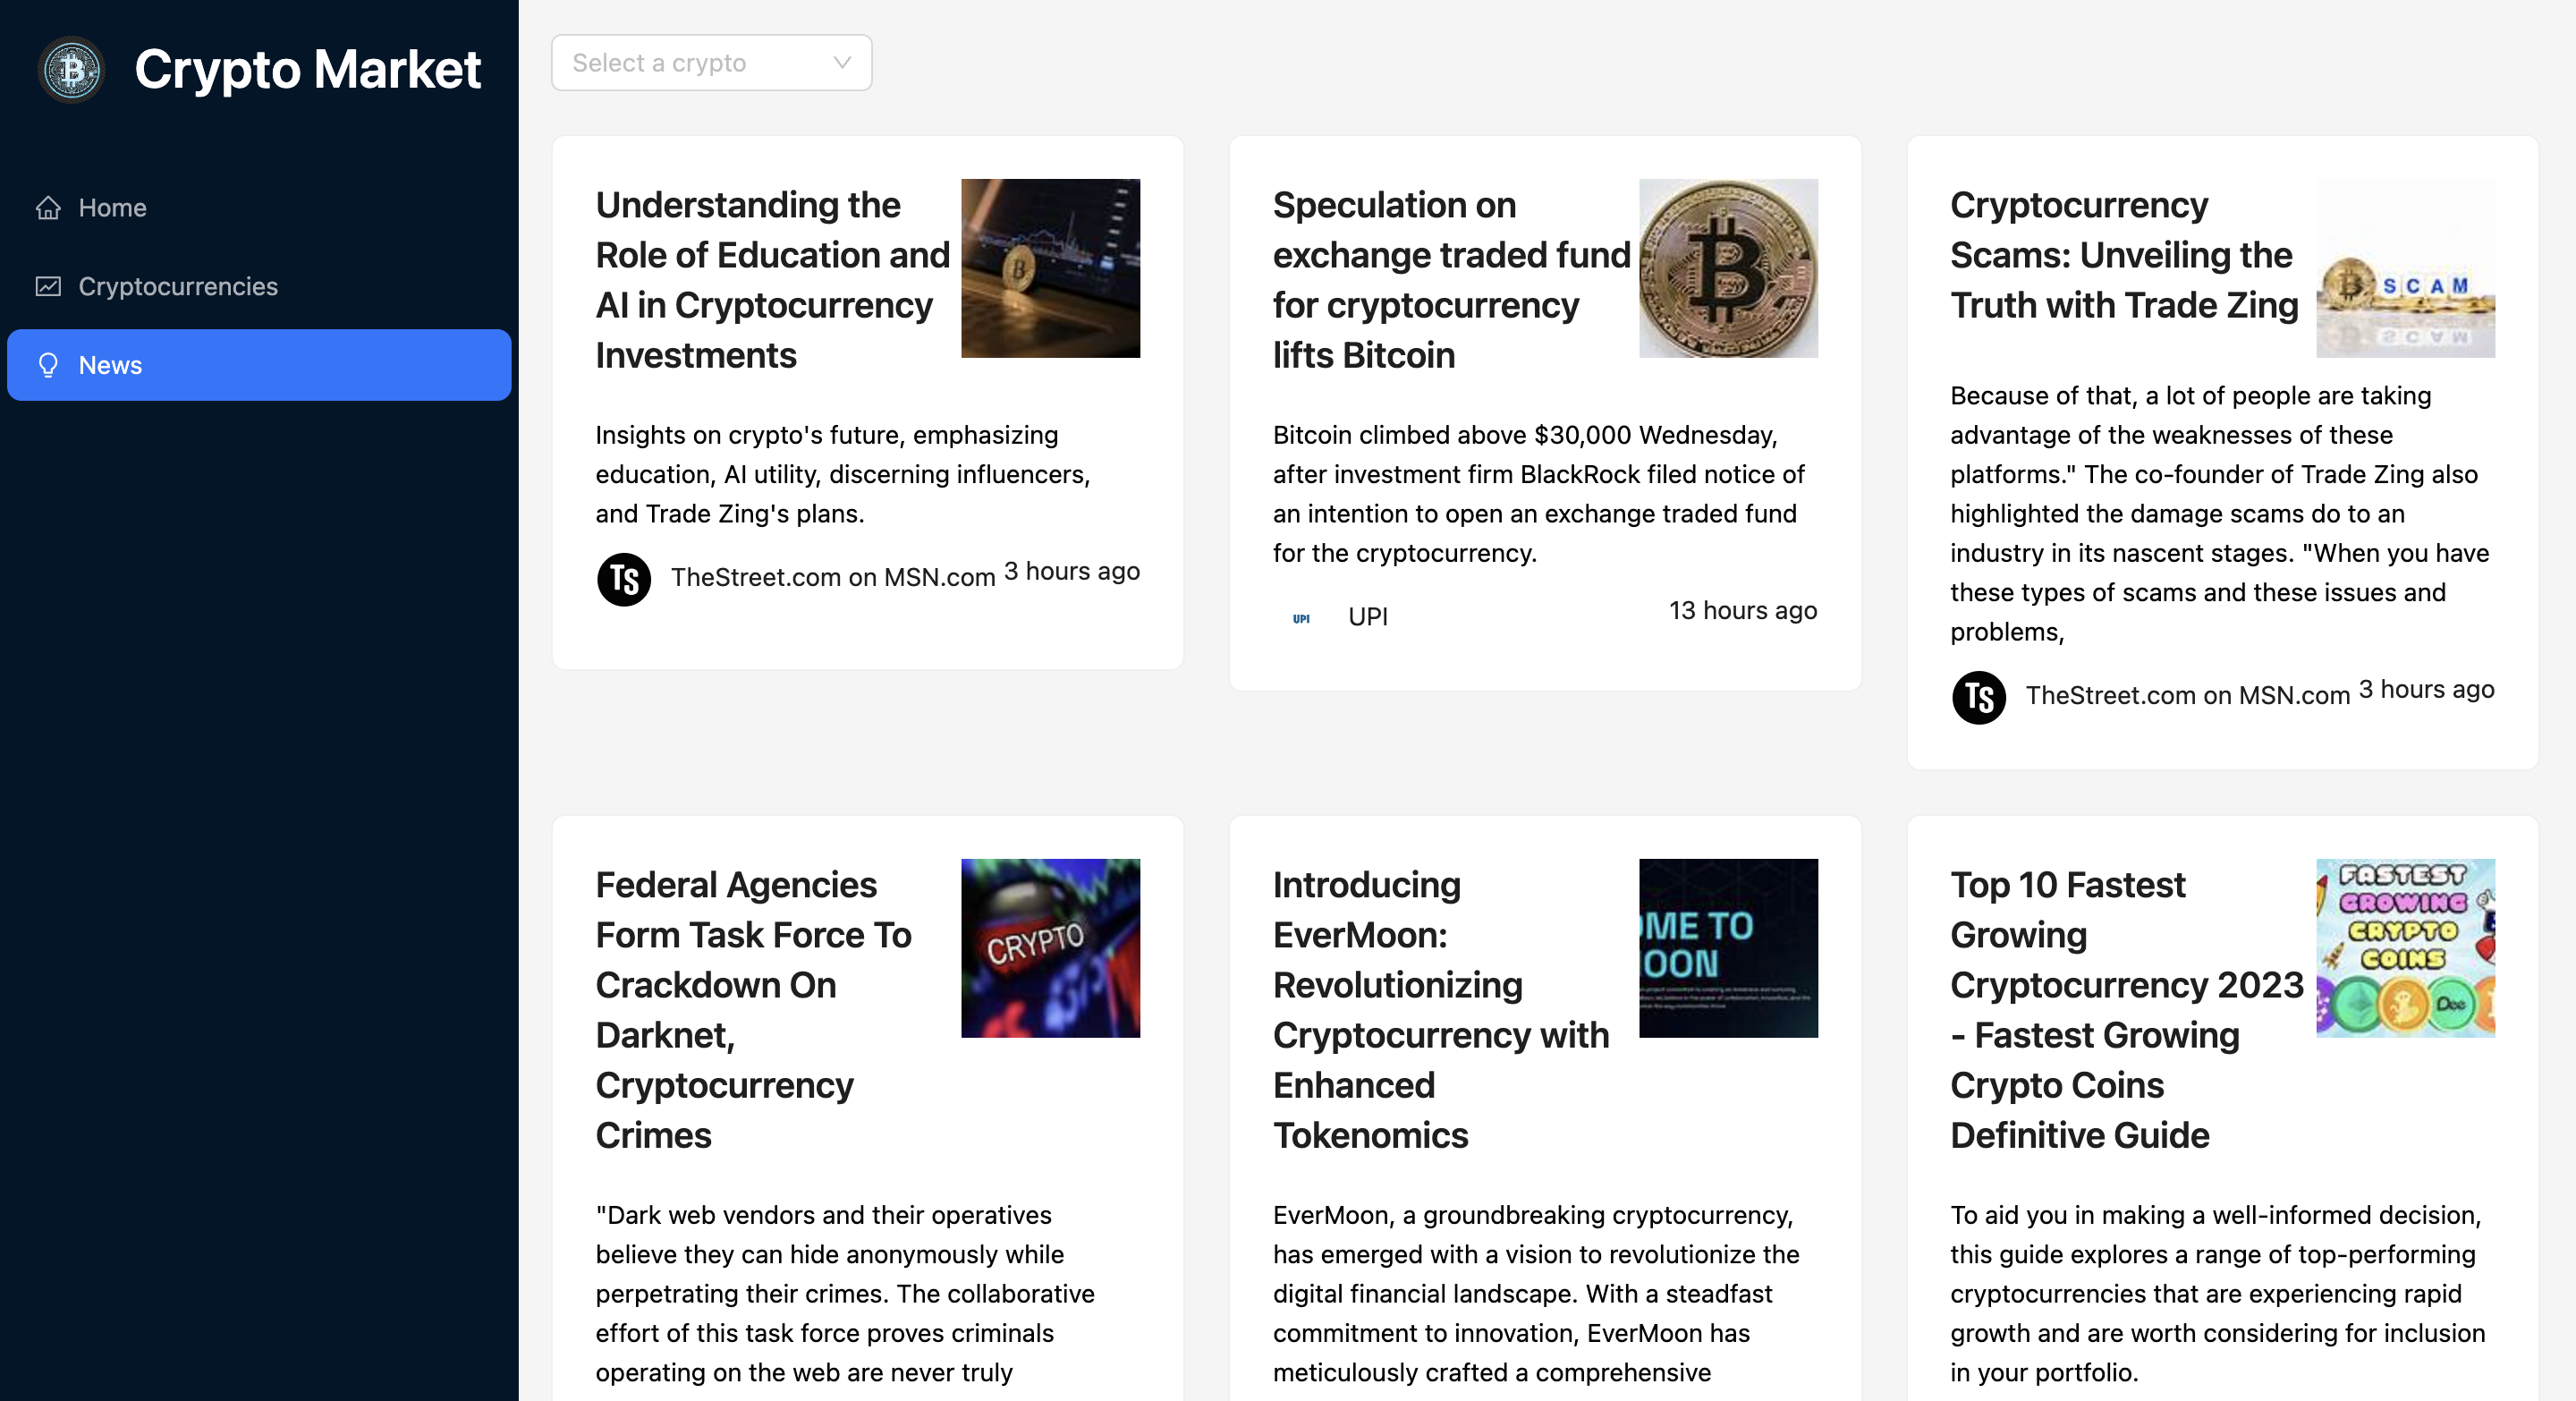 Crypto Market
Home
Cryptocurrencies
News
Select a crypto
Understanding the
Role of Education and
AI in Cryptocurrency
Investments
Insights on crypto's future, emphasizing
education, AI utility, discerning influencers,
and Trade Zing's plans.
TS
TheStreet.com on MSN.com 3 hours ago
Speculation on
exchange traded fund
for cryptocurrency
lifts Bitcoin
Bitcoin climbed above $30,000 Wednesday,
after investment firm BlackRock filed notice of
an intention to open an exchange traded fund
for the cryptocurrency.
UPI
UPI
13 hours ago
Cryptocurrency
Scams: Unveiling the
Truth with Trade Zing
SCAM
Because of that, a lot of people are taking
advantage of the weaknesses of these
platforms." The co-founder of Trade Zing also
highlighted the damage scams do to an
industry in its nascent stages. "When you have
these types of scams and these issues and
problems,
TS
TheStreet.com on MSN.com 3 hours ago
Federal Agencies
Form Task Force To
Crackdown On
Darknet,
Cryptocurrency
Crimes
CRYPTO
"Dark web vendors and their operatives
believe they can hide anonymously while
perpetrating their crimes. The collaborative
effort of this task force proves criminals
operating on the web are never truly
Introducing
EverMoon:
Revolutionizing
Cryptocurrency with
Enhanced
Tokenomics
OME TO
OON
EverMoon, a groundbreaking cryptocurrency,
has emerged with a vision to revolutionize the
digital financial landscape. With a steadfast
commitment to innovation, EverMoon has
meticulously crafted a comprehensive
Top 10 Fastest
Growing
Cryptocurrency 2023
- Fastest Growing
Crypto Coins
Definitive Guide
FASTEST
GROWING
CRYPTO
COINS
To aid you in making a well-informed decision,
this guide explores a range of top-performing
cryptocurrencies that are experiencing rapid
growth and are worth considering for inclusion
in your portfolio.